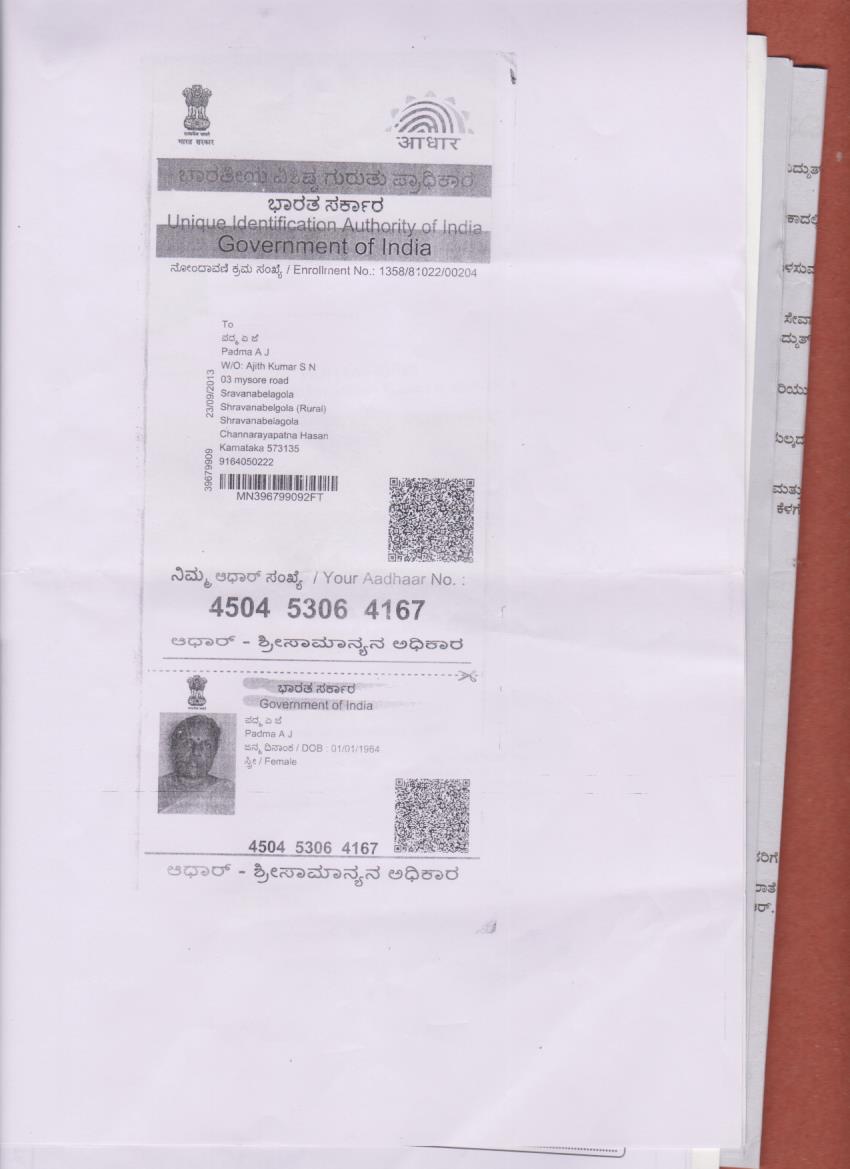 भारत सरकार
आधार
ಭಾರತೀಯ ವಿಶಿಷ್ಟ ಗುರುತು ಪ್ರಾಧಿಕಾರ
ಭಾರತ ಸರ್ಕಾರ
Unique Identification Authority of India
Government of India
ನೋಂದಾವಣೆ ಕ್ರಮ ಸಂಖ್ಯೆ / Enrollment No.: 1358/81022/00204
To
ಪದ್ಮ ಏ ಜೆ
Padma A J
W/O: Ajith Kumar S N
03 mysore road
Sravanabelagola
Shravanabelgola (Rural)
Shravanabelagola
Channarayapatna Hasan
Karnataka 573135
9164050222
39679909 23/09/2013
MN396799092FT
ನಿಮ್ಮ ಆಧಾರ್ ಸಂಖ್ಯೆ / Your Aadhaar No. :
4504 5306 4167
ಆಧಾರ್ - ಶ್ರೀಸಾಮಾನ್ಯನ ಅಧಿಕಾರ
ಭಾರತ ಸರ್ಕಾರ
Government of India
ಪದ್ಮ ಏ ಜೆ
Padma A J
ಜನ್ಮ ದಿನಾಂಕ / DOB : 01/01/1964
ಸ್ತ್ರೀ / Female
4504 5306 4167
ಆಧಾರ್ - ಶ್ರೀಸಾಮಾನ್ಯನ ಅಧಿಕಾರ